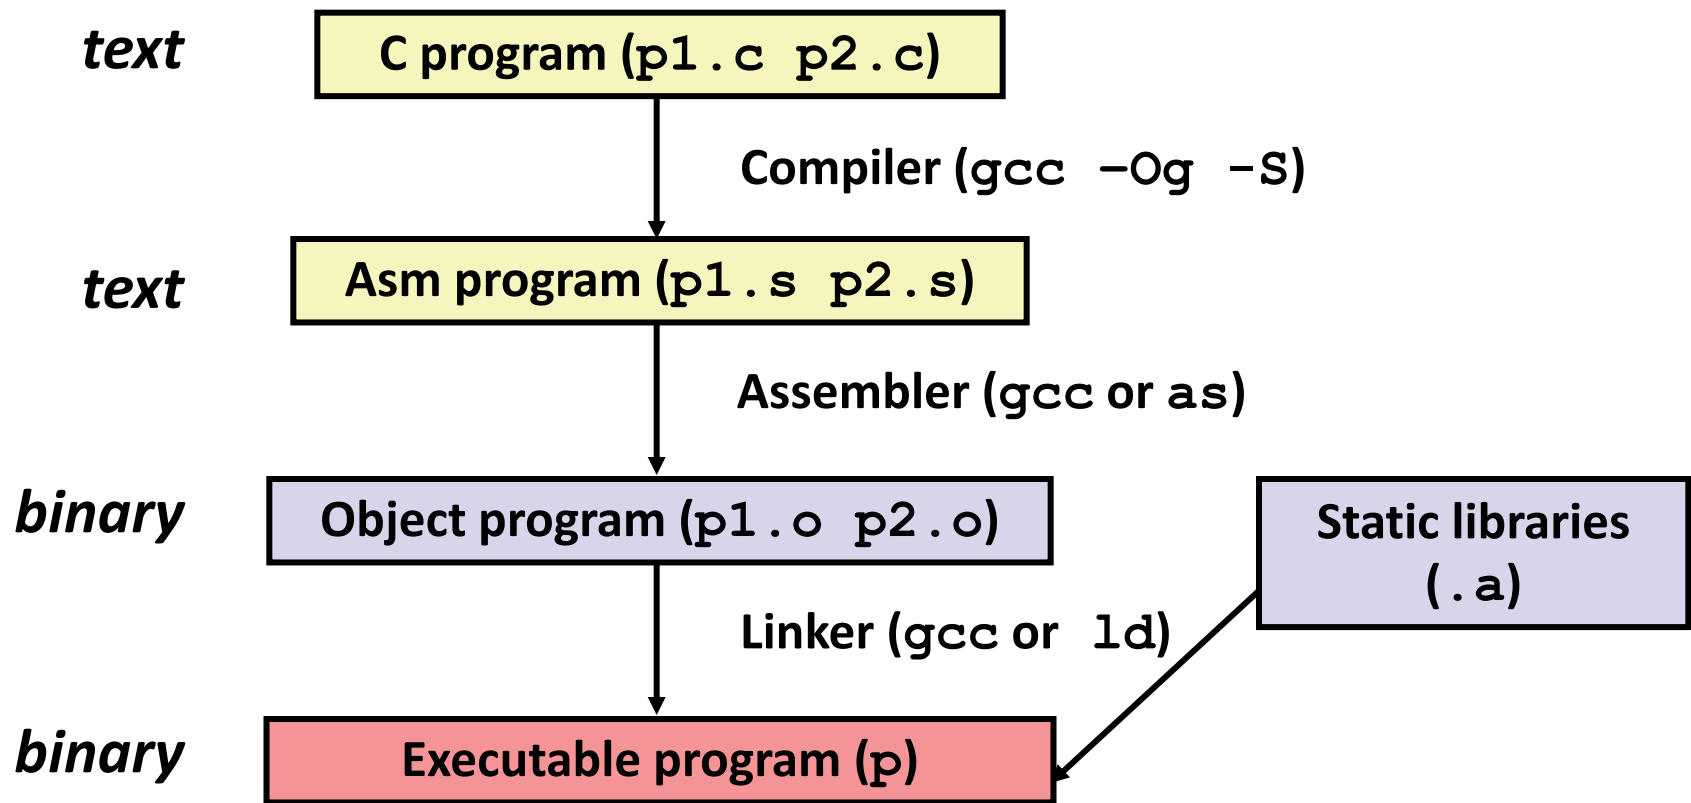 text
C program (p1.c p2.c)
Compiler (gcc –Og -S)
text
Asm program (p1.s p2.s)
Assembler (gcc or as)
binary
Object program (p1.o p2.o)
Static libraries
(.a)
Linker (gcc or ld)
binary
Executable program (p)